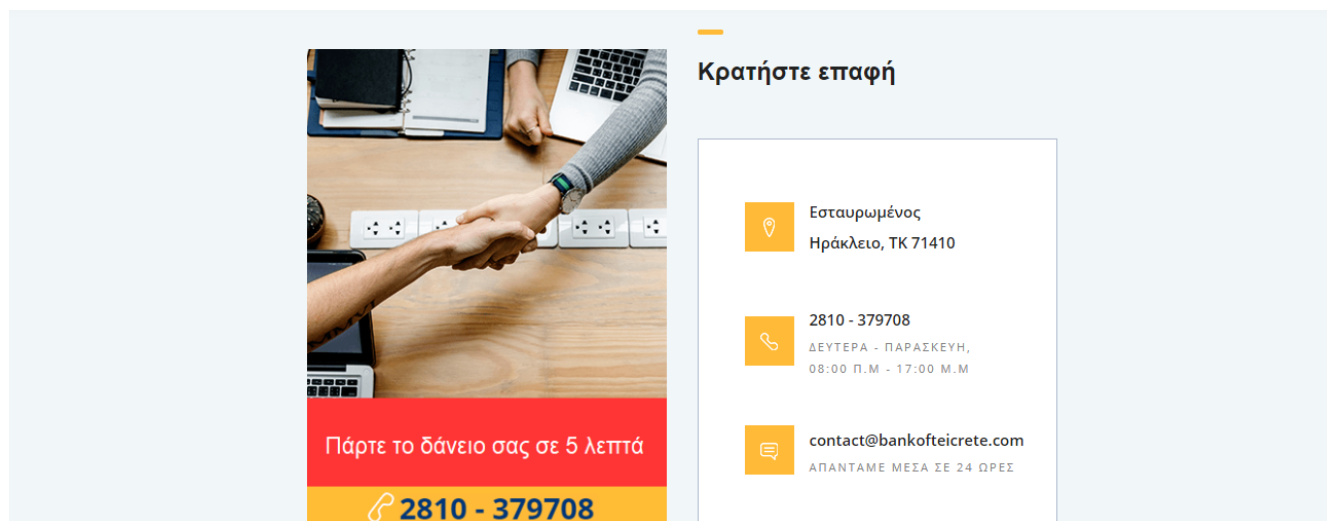 Κρατήστε επαφή
Εσταυρωμένος
Ηράκλειο, ΤΚ 71410
2810 - 379708
ΔΕΥΤΕΡΑ - ΠΑΡΑΣΚΕΥΗ,
08:00 Π.Μ - 17:00 Μ.Μ
contact@bankofteicrete.com
ΑΠΑΝΤΑΜΕ ΜΕΣΑ ΣΕ 24 ΩΡΕΣ
Πάρτε το δάνειο σας σε 5 λεπτά
2810 - 379708